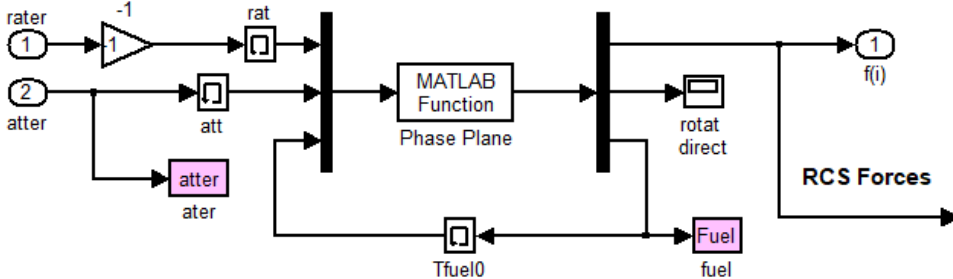 rater
1
-1
-1
rat
2
atter
att
atter
ater
MATLAB
Function
Phase Plane
Tfuel0
rotat
direct
Fuel
fuel
1
f(i)
RCS Forces